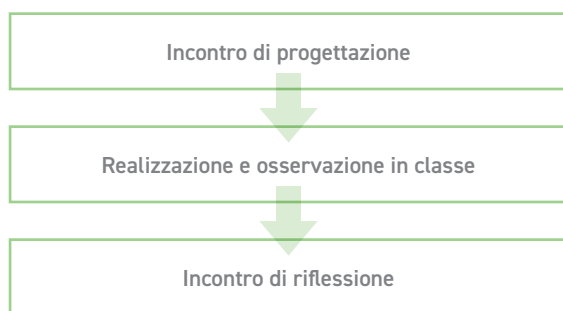 Incontro di progettazione
Realizzazione e osservazione in classe
Incontro di riflessione